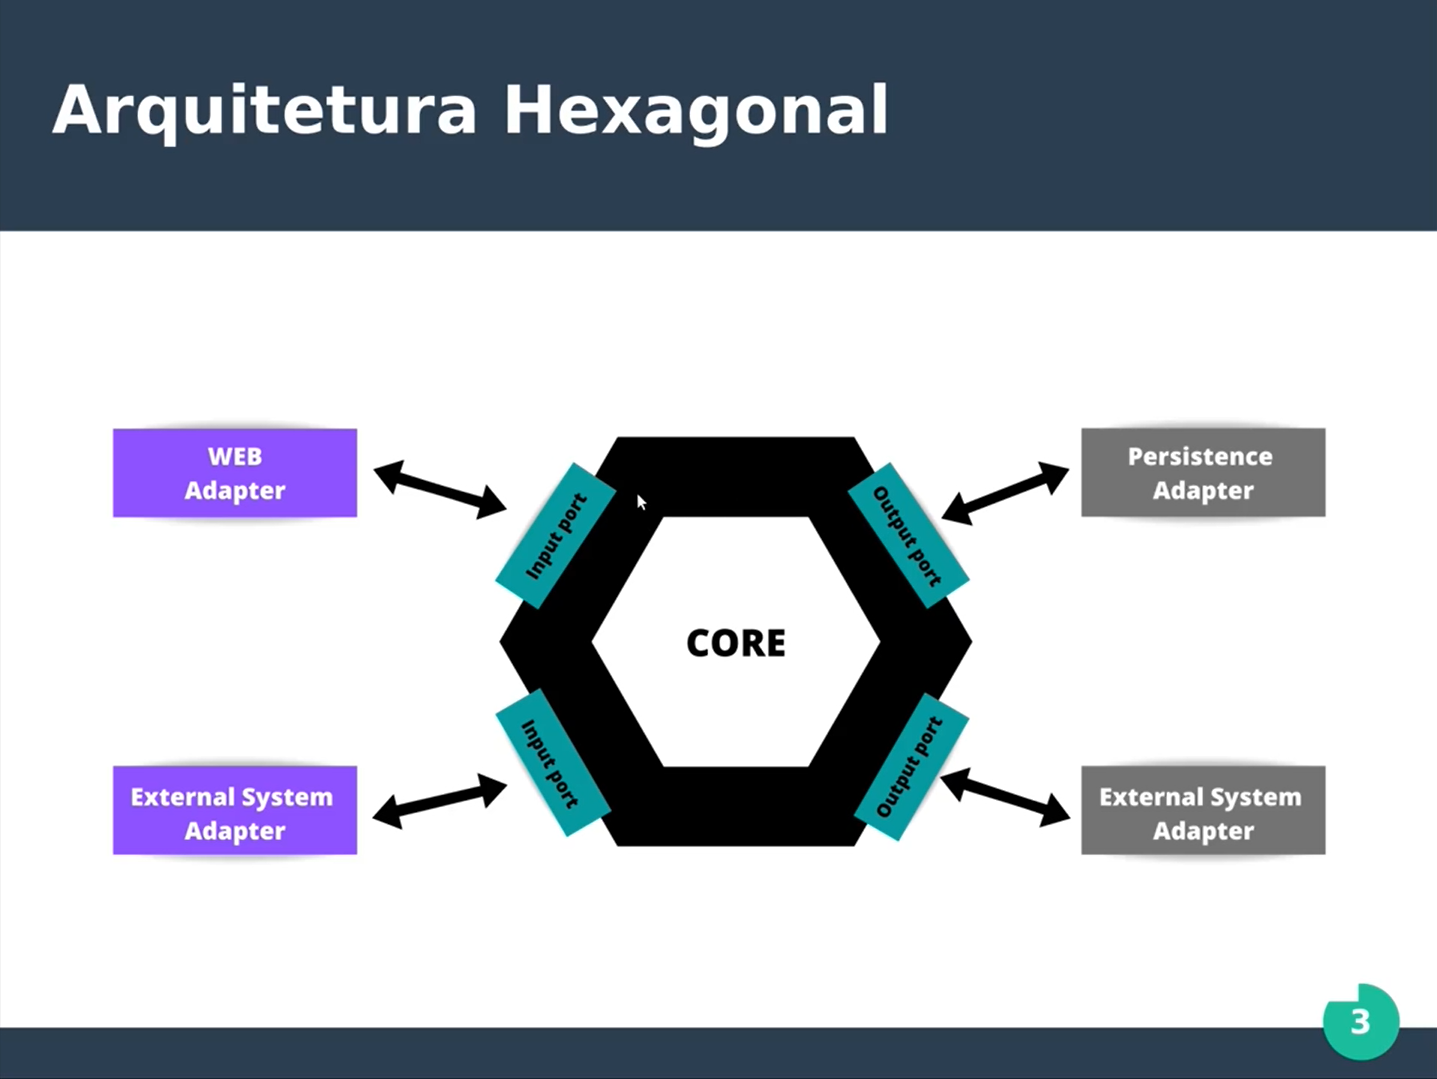 Arquitetura Hexagonal
WEB
Adapter
Input port
Output port
Persistence
Adapter
CORE
External System
Adapter
Input port
Output port
External System
Adapter
3